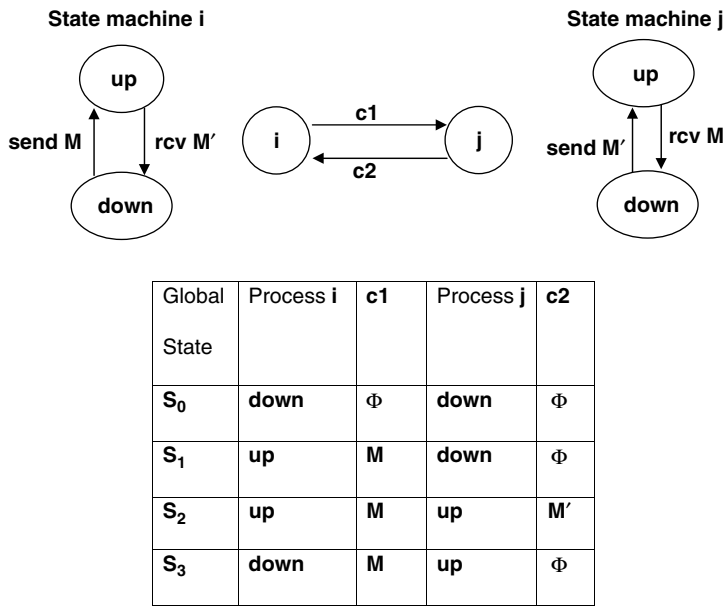 State machine i
State machine j
up
send M
rcv M′
down
i
c1
c2
j
up
send M′
rcv M
down
Global State Process i c1 Process j c2
S0 down Φ down Φ
S1 up M down Φ
S2 up M up M′
S3 down M up Φ